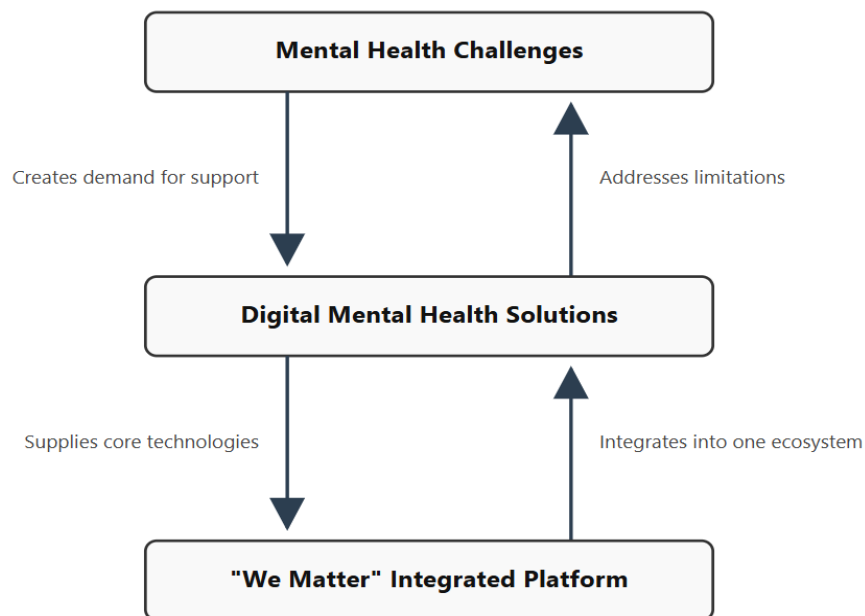 Mental Health Challenges
Creates demand for support
Addresses limitations
Digital Mental Health Solutions
Supplies core technologies
Integrates into one ecosystem
"We Matter" Integrated Platform